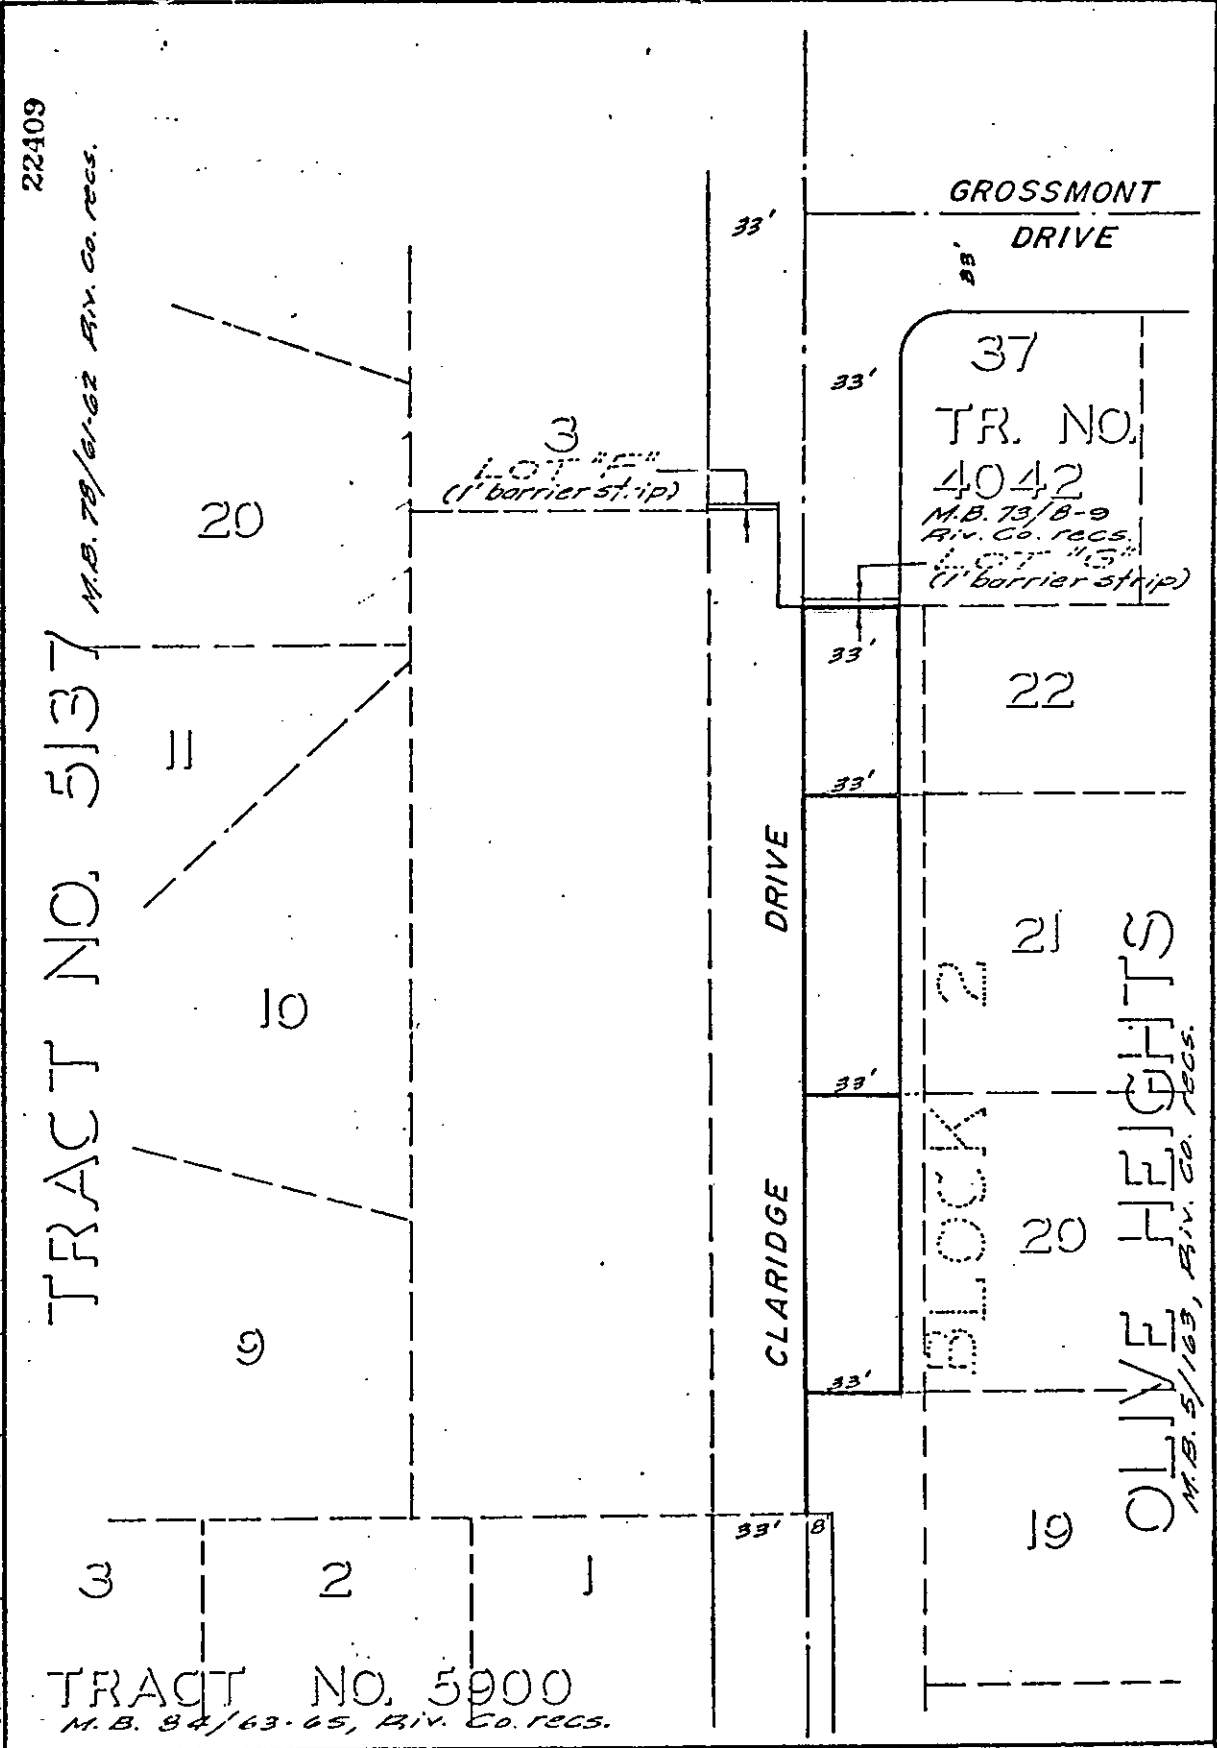 22409
M.B. 78/61-62 Riv. Co. recs.
TRACT NO. 5137
GROSSMONT
DRIVE
33'
33'
33'
37
TR. NO.
4042
M.B. 73/8-9
Riv. Co. recs.
LOT "G"
(1' barrier strip)
3
LOT "F"
(1' barrier strip)
20
11
10
9
33'
22
33'
21
33'
20
33'
19
CLARIDGE DRIVE
BLOCK 2
OLIVE HEIGHTS
M.B. 5/163, Riv. Co. recs.
33'
8'
3
2
1
TRACT NO. 5900
M.B. 84/63-65, Riv. Co. recs.